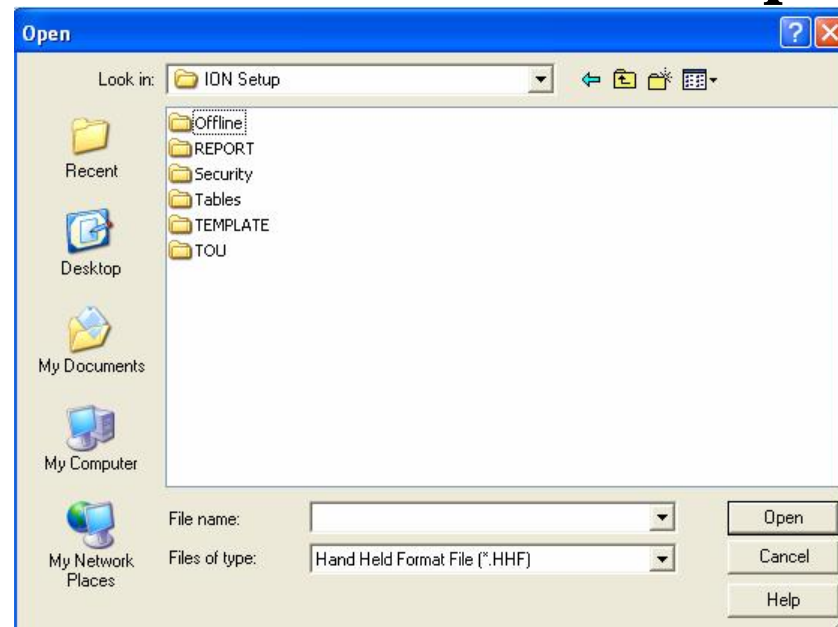 Open
Look in: ION Setup
Offline
REPORT
Security
Tables
TEMPLATE
TOU
Recent
Desktop
My Documents
My Computer
My Network
Places
File name:
Files of type: Hand Held Format File (*.HHF)
Open
Cancel
Help